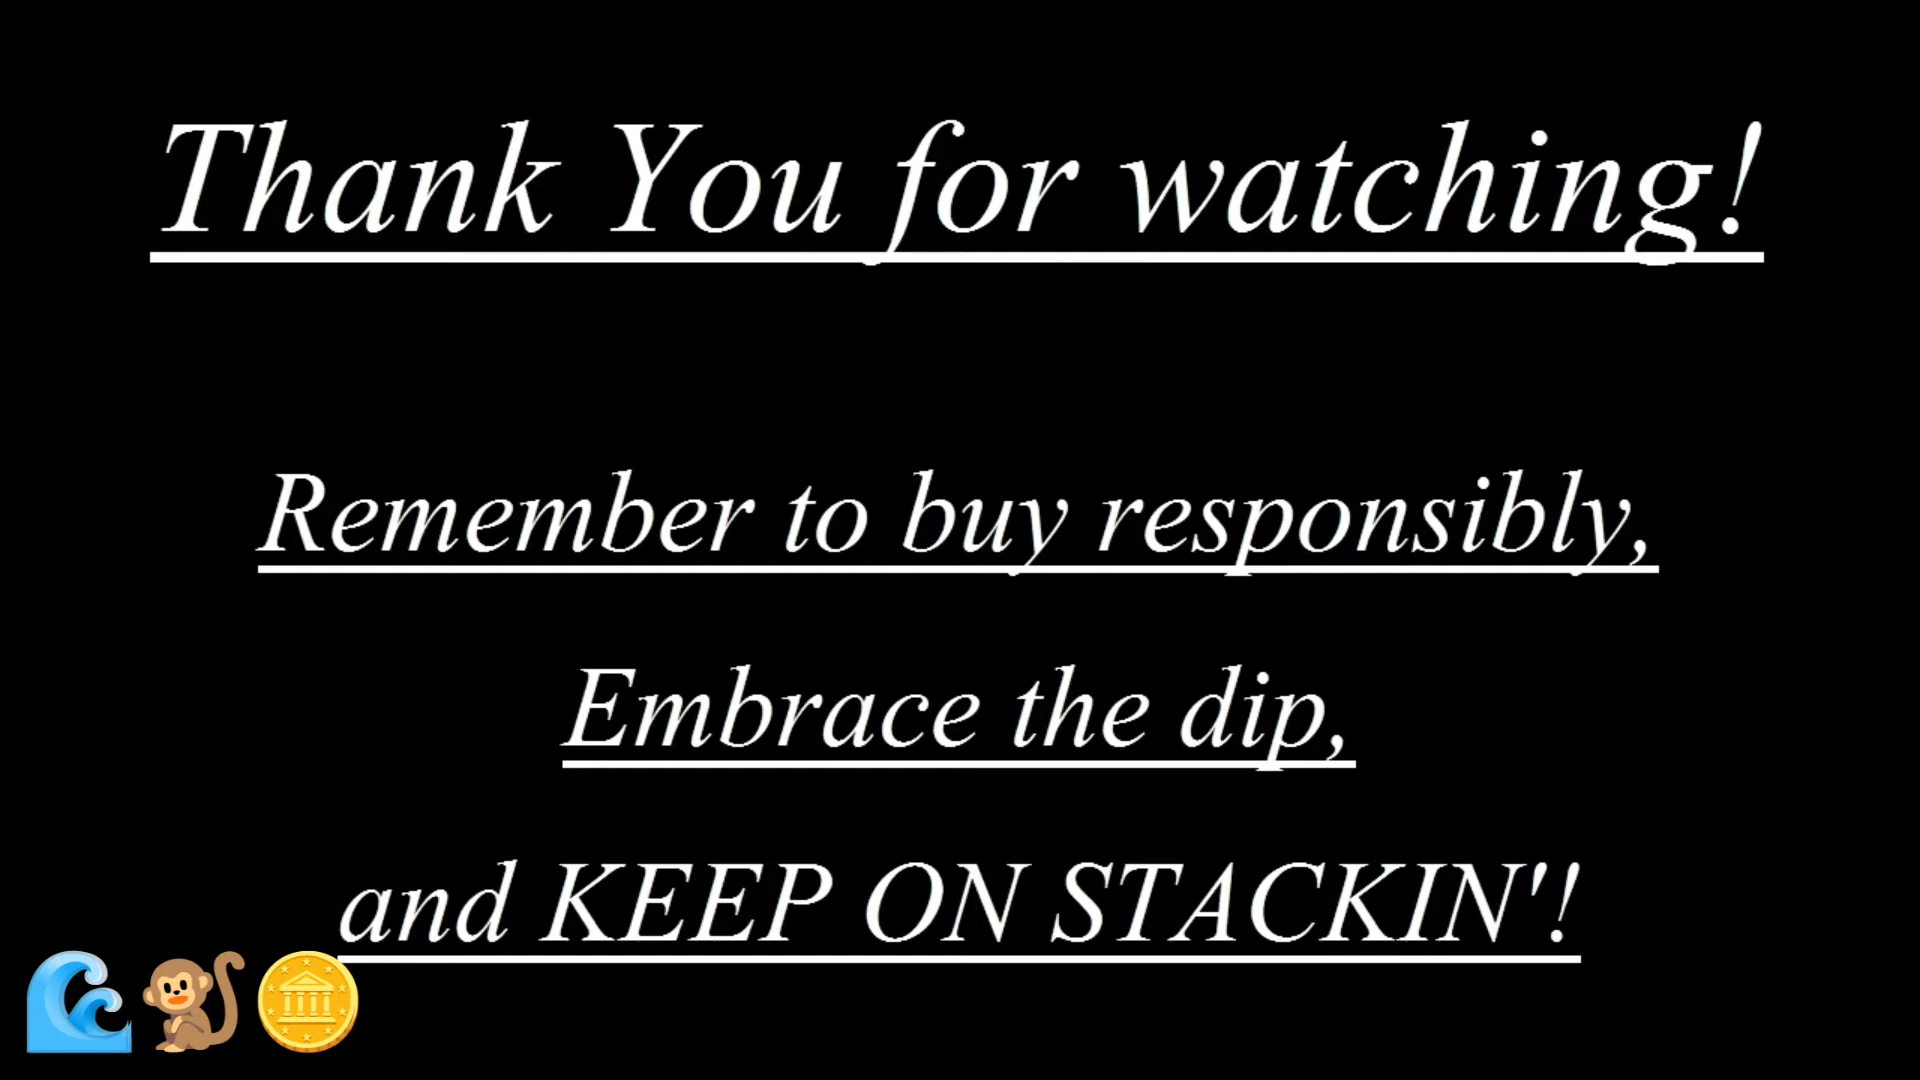 Thank You for watching!
Remember to buy responsibly,
Embrace the dip,
and KEEP ON STACKIN'!